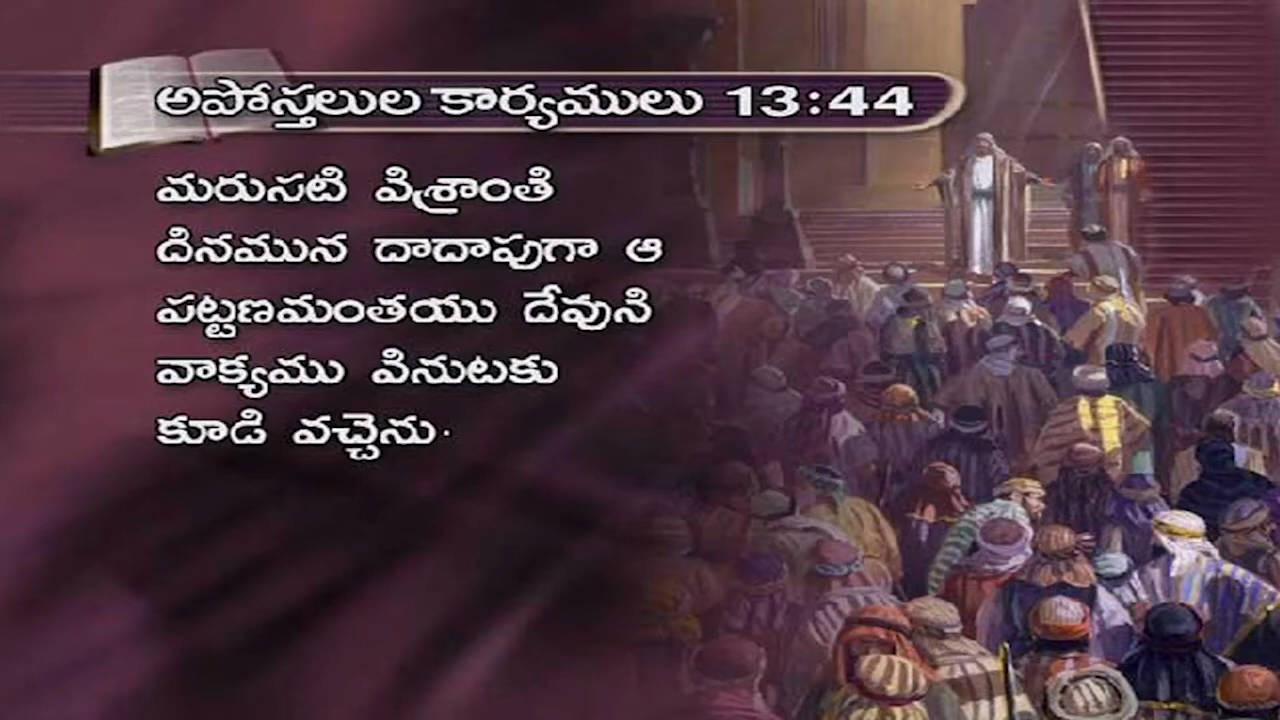 అపోస్తలుల కార్యములు 13:44
మరుసటి విశ్రాంతి
దినమున దాదాపుగా ఆ
పట్టణమంతయు దేవుని
వాక్యము వినుటకు
కూడి వచ్చెను.